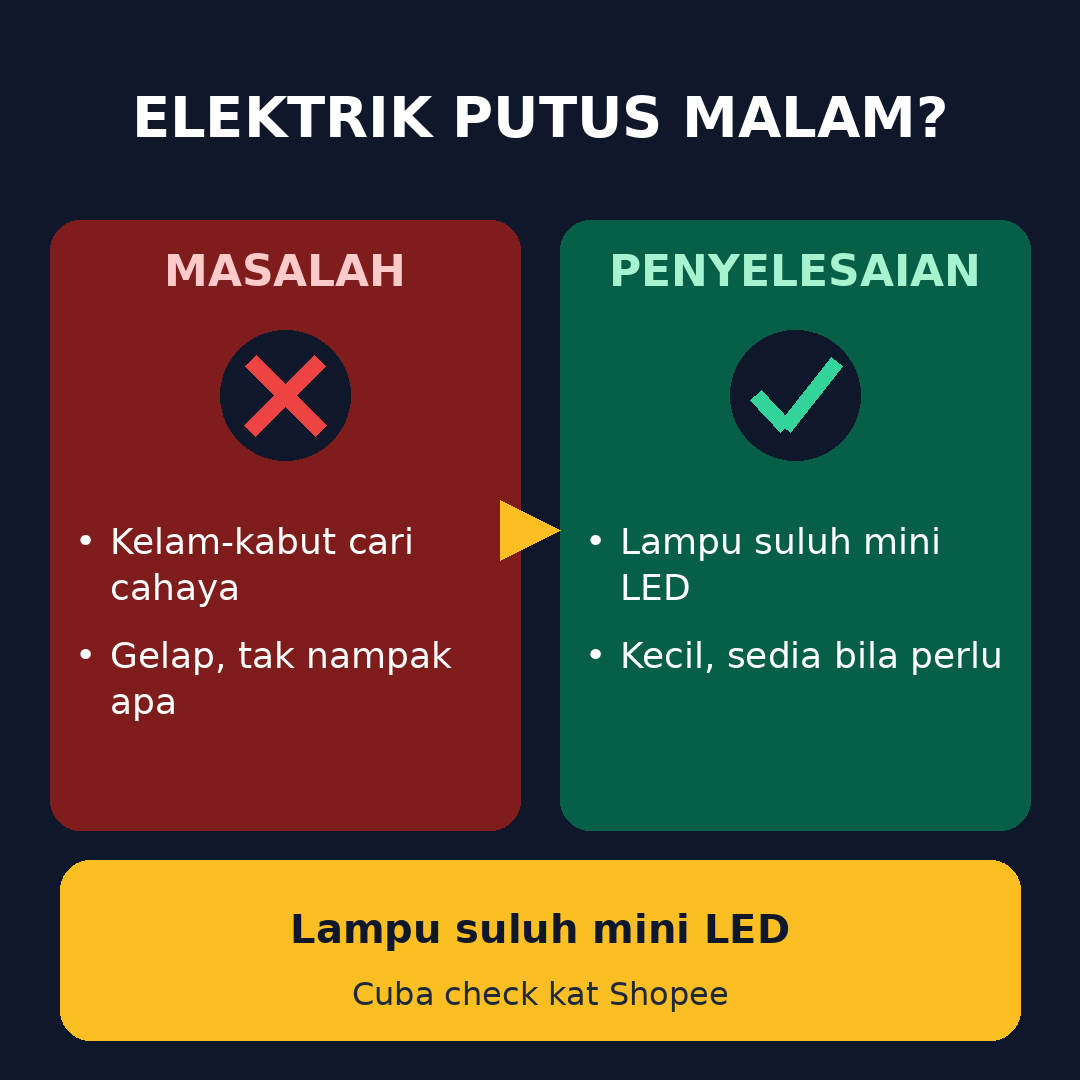 ELEKTRIK PUTUS MALAM?
MASALAH
• Kelam-kabut cari
cahaya
• Gelap, tak nampak
apa
PENYELESAIAN
• Lampu suluh mini
LED
• Kecil, sedia bila perlu
Lampu suluh mini LED
Cuba check kat Shopee